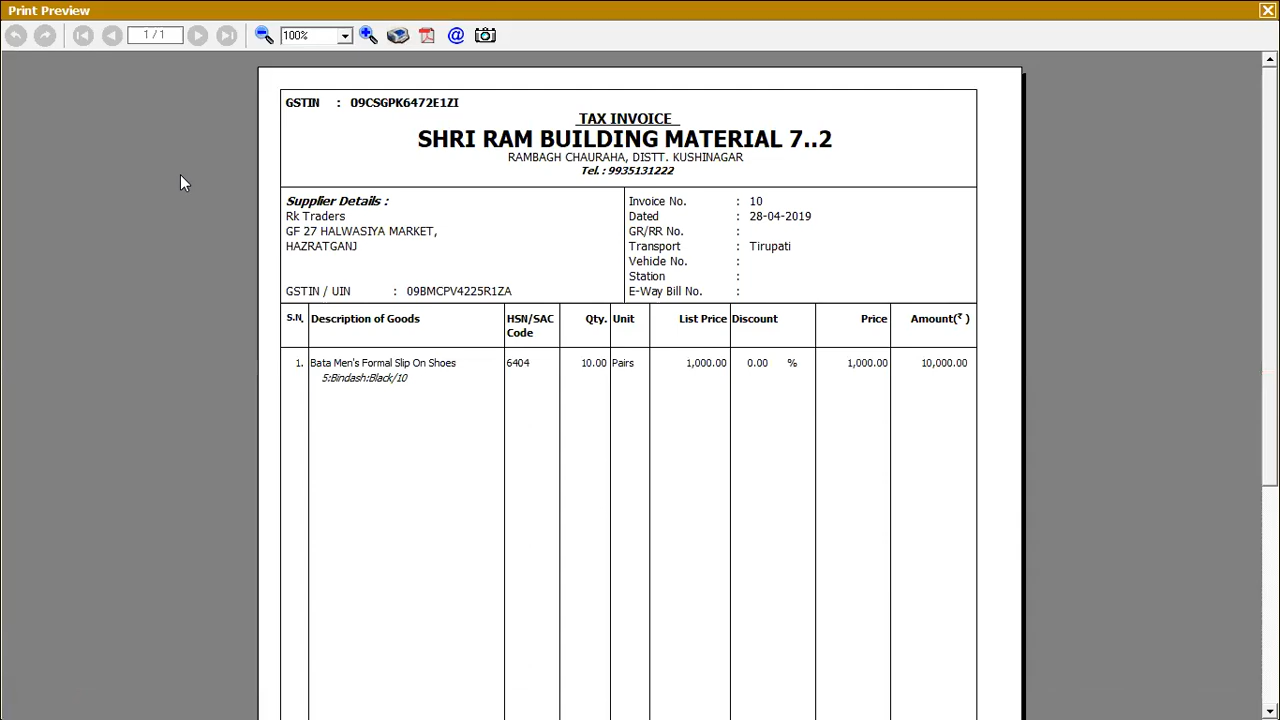 Print Preview
1 / 1
100%
GSTIN : 09CSGPK6472E1ZI
TAX INVOICE
SHRI RAM BUILDING MATERIAL 7..2
RAMBAGH CHAURAHA, DISTT. KUSHINAGAR
Tel. : 9935131222
Supplier Details :
Rk Traders
GF 27 HALWASIYA MARKET,
HAZRATGANJ
GSTIN / UIN : 09BMCPV4225R1ZA
Invoice No. : 10
Dated : 28-04-2019
GR/RR No. :
Transport : Tirupati
Vehicle No. :
Station :
E-Way Bill No. :
S.N. Description of Goods HSN/SAC Code Qty. Unit List Price Discount Price Amount(₹ )
1. Bata Men's Formal Slip On Shoes 6404 10.00 Pairs 1,000.00 0.00 % 1,000.00 10,000.00
5:Bindash:Black/10